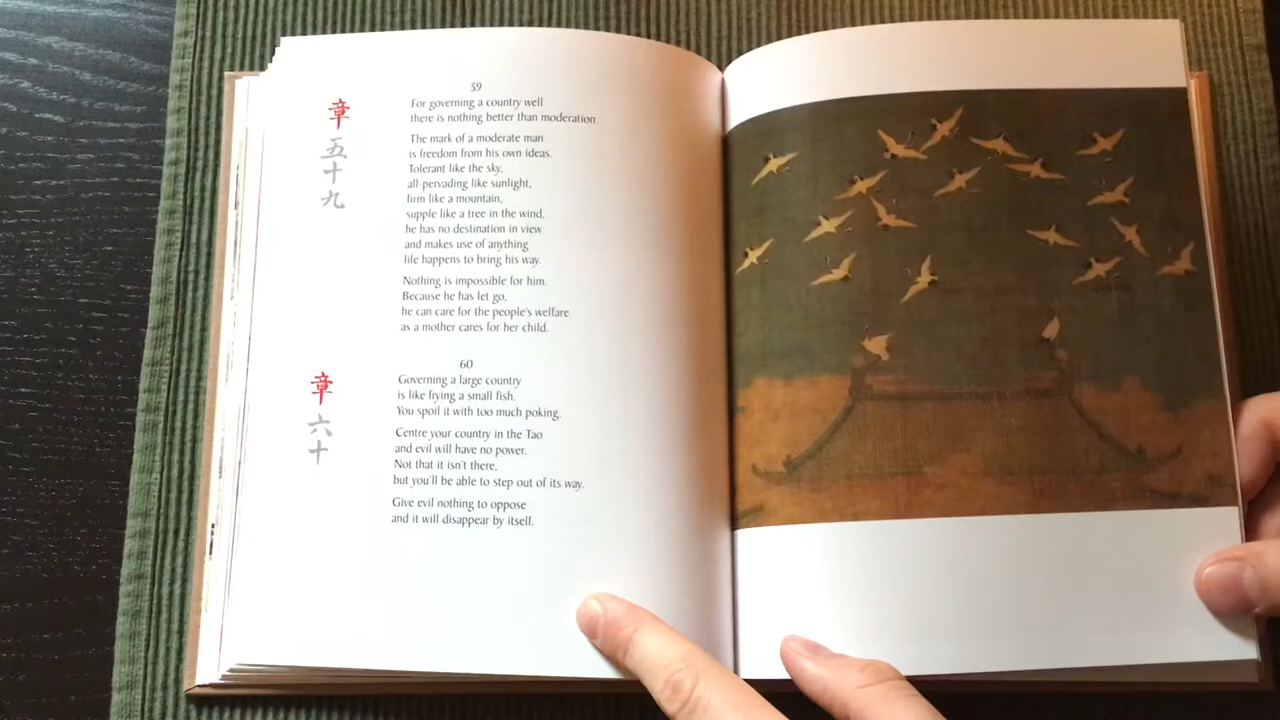 章
五
十
九
59
For governing a country well
there is nothing better than moderation.
The mark of a moderate man
is freedom from his own ideas.
Tolerant like the sky,
all-pervading like sunlight,
firm like a mountain,
supple like a tree in the wind,
he has no destination in view
and makes use of anything
life happens to bring his way.
Nothing is impossible for him.
Because he has let go,
he can care for the people's welfare
as a mother cares for her child.
章
六
十
60
Governing a large country
is like frying a small fish.
You spoil it with too much poking.
Centre your country in the Tao
and evil will have no power.
Not that it isn't there,
but you'll be able to step out of its way.
Give evil nothing to oppose
and it will disappear by itself.